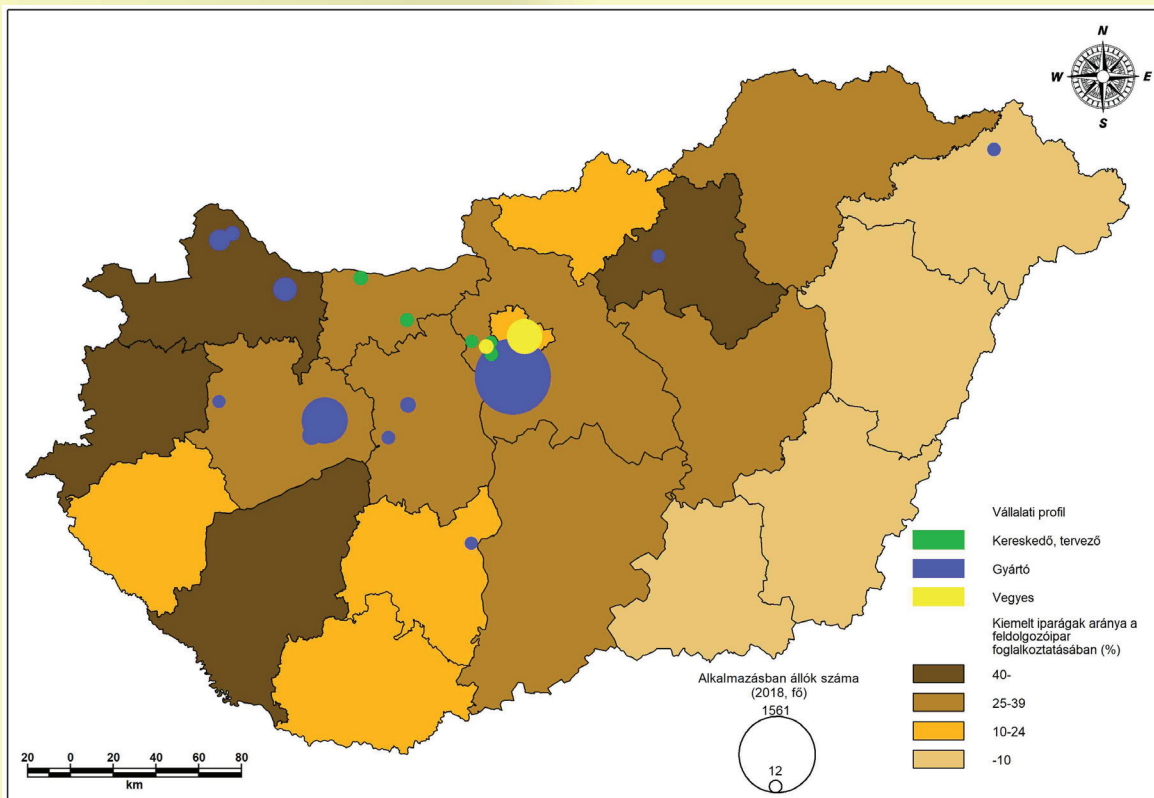 N
W
E
S
Vállalati profil
Kereskedő, tervező
Gyártó
Vegyes
Kiemelt iparágak aránya a
feldolgozóipar
foglalkoztatásában (%)
40-
25-39
10-24
-10
Alkalmazásban állók száma
(2018, fő)
1561
12
20 0 20 40 60 80
km